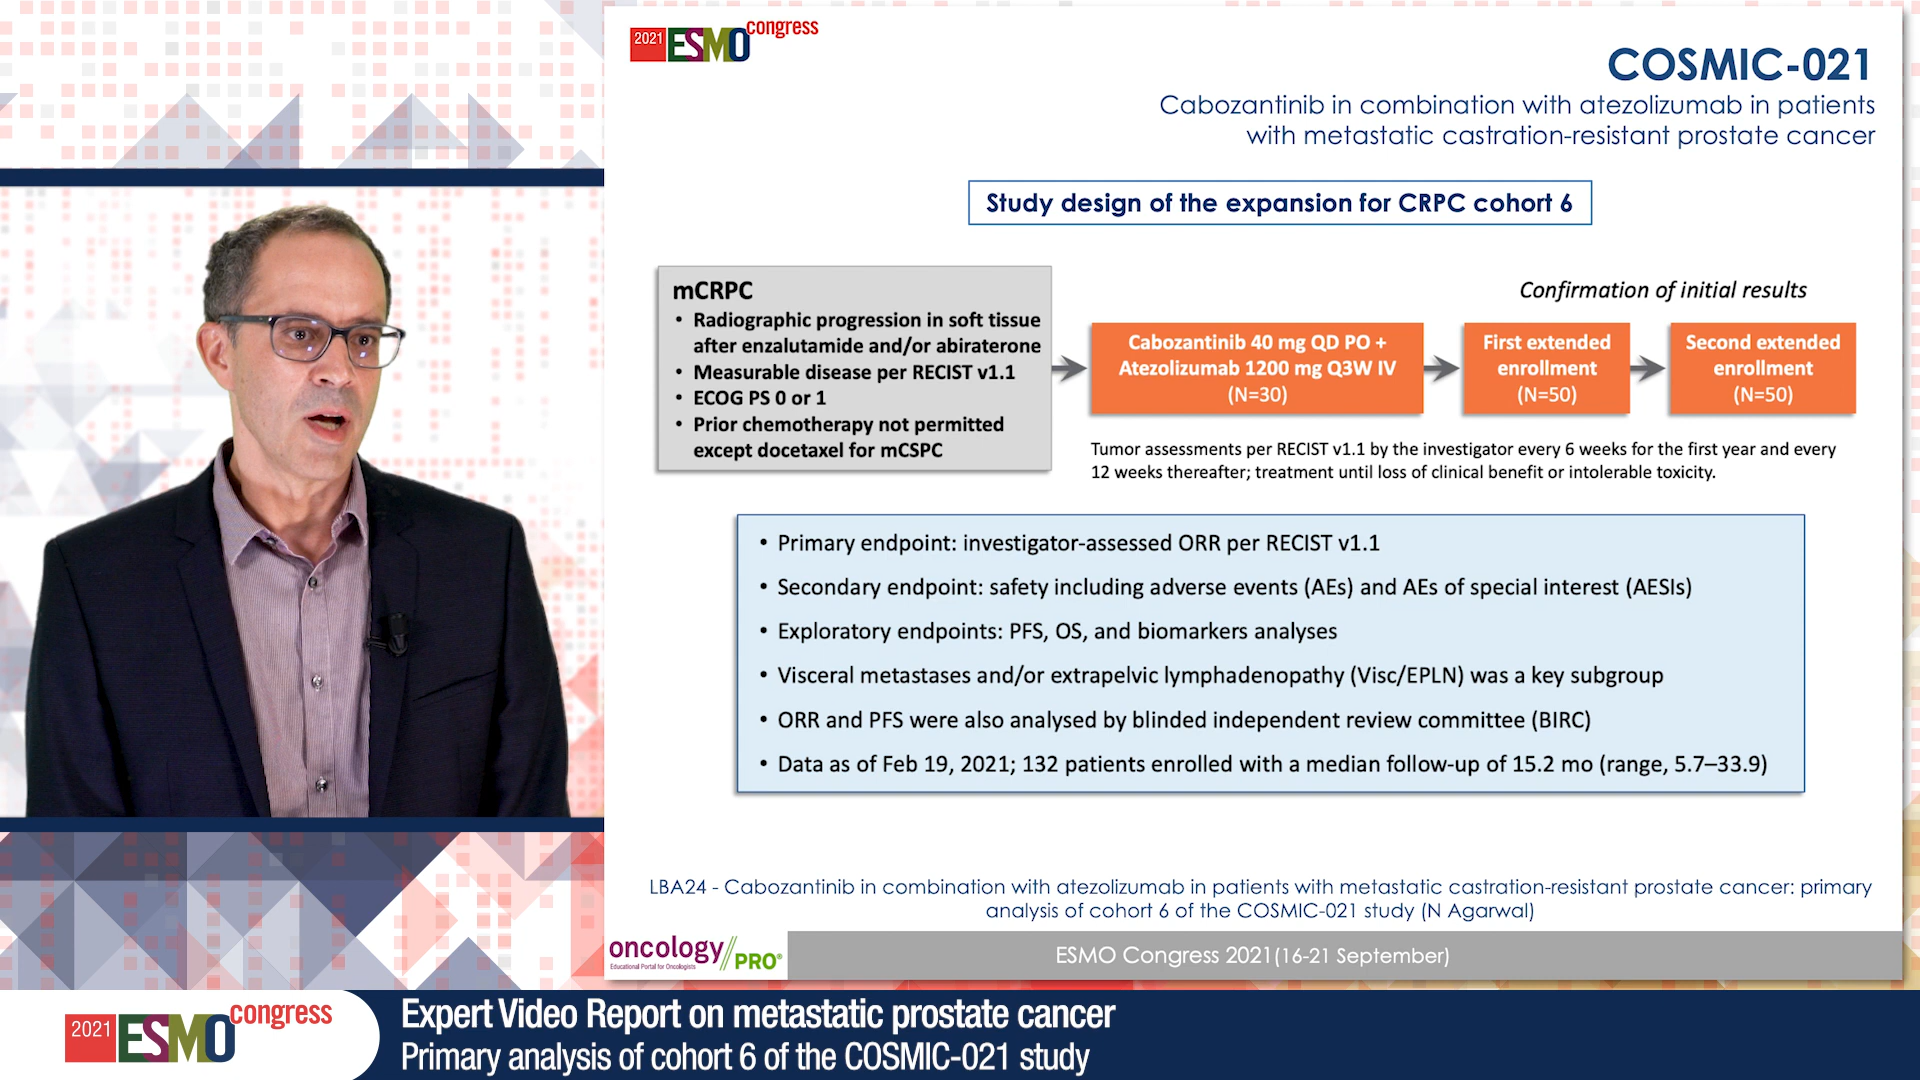 2021 ESMO congress
COSMIC-021
Cabozantinib in combination with atezolizumab in patients
with metastatic castration-resistant prostate cancer
Study design of the expansion for CRPC cohort 6
mCRPC
• Radiographic progression in soft tissue
after enzalutamide and/or abiraterone
• Measurable disease per RECIST v1.1
• ECOG PS 0 or 1
• Prior chemotherapy not permitted
except docetaxel for mCSPC
Confirmation of initial results
Cabozantinib 40 mg QD PO +
Atezolizumab 1200 mg Q3W IV
(N=30)
First extended
enrollment
(N=50)
Second extended
enrollment
(N=50)
Tumor assessments per RECIST v1.1 by the investigator every 6 weeks for the first year and every
12 weeks thereafter; treatment until loss of clinical benefit or intolerable toxicity.
• Primary endpoint: investigator-assessed ORR per RECIST v1.1
• Secondary endpoint: safety including adverse events (AEs) and AEs of special interest (AESIs)
• Exploratory endpoints: PFS, OS, and biomarkers analyses
• Visceral metastases and/or extrapelvic lymphadenopathy (Visc/EPLN) was a key subgroup
• ORR and PFS were also analysed by blinded independent review committee (BIRC)
• Data as of Feb 19, 2021; 132 patients enrolled with a median follow-up of 15.2 mo (range, 5.7–33.9)
LBA24 - Cabozantinib in combination with atezolizumab in patients with metastatic castration-resistant prostate cancer: primary
analysis of cohort 6 of the COSMIC-021 study (N Agarwal)
oncology//PRO®
Educational Portal for Oncologists
ESMO Congress 2021(16-21 September)
2021 ESMO congress
Expert Video Report on metastatic prostate cancer
Primary analysis of cohort 6 of the COSMIC-021 study